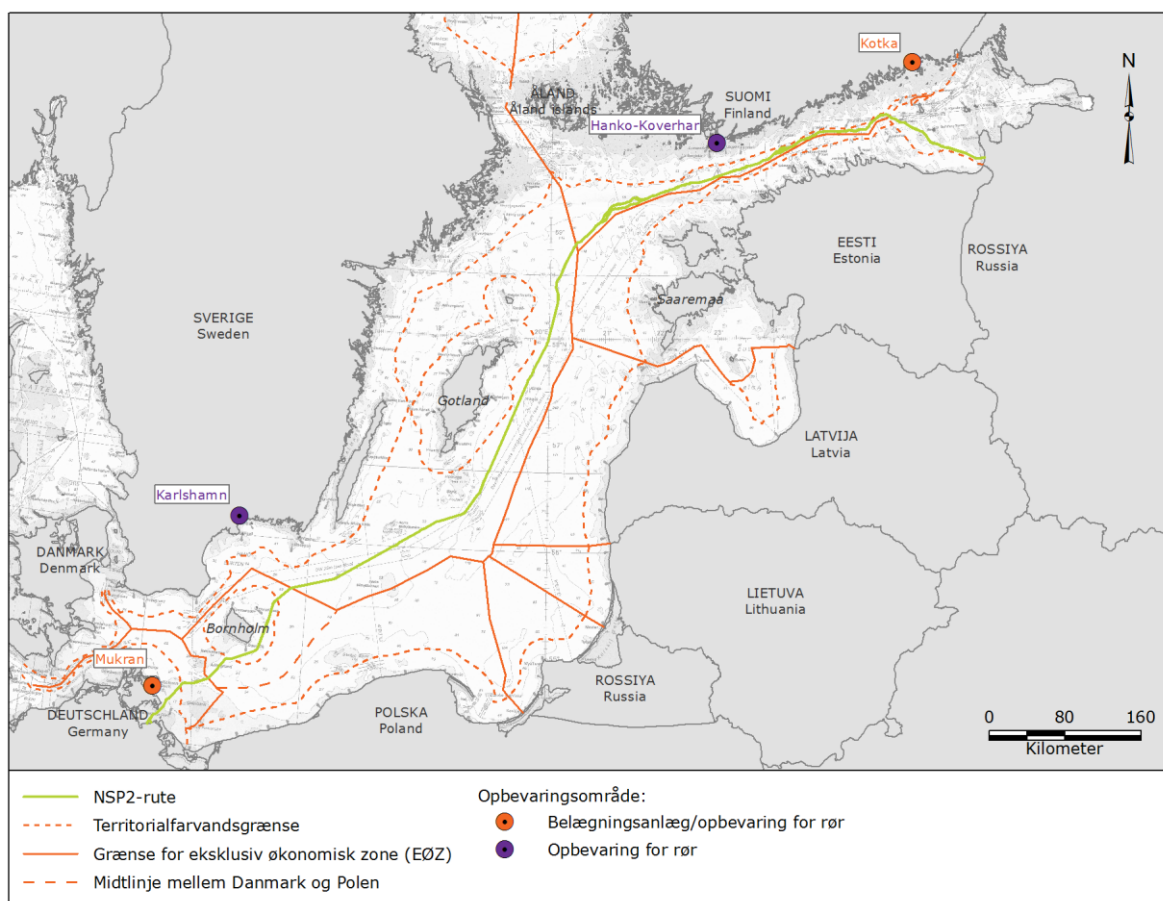 Kotka
N
ÅLAND
Åland islands
SUOMI
Finland
Hanko-Koverhar
EESTI
Estonia
ROSSIYA
Russia
Saaremaa
SVERIGE
Sweden
Gotland
LATVIJA
Latvia
Karlshamn
DANMARK
Denmark
LIETUVA
Lithuania
Bornholm
Mukran
ROSSIYA
Russia
DEUTSCHLAND
Germany
POLSKA
Poland
0 80 160
Kilometer
NSP2-rute
Territorialfarvandsgrænse
Grænse for eksklusiv økonomisk zone (EØZ)
Midtlinje mellem Danmark og Polen
Opbevaringsområde:
Belægningsanlæg/opbevaring for rør
Opbevaring for rør